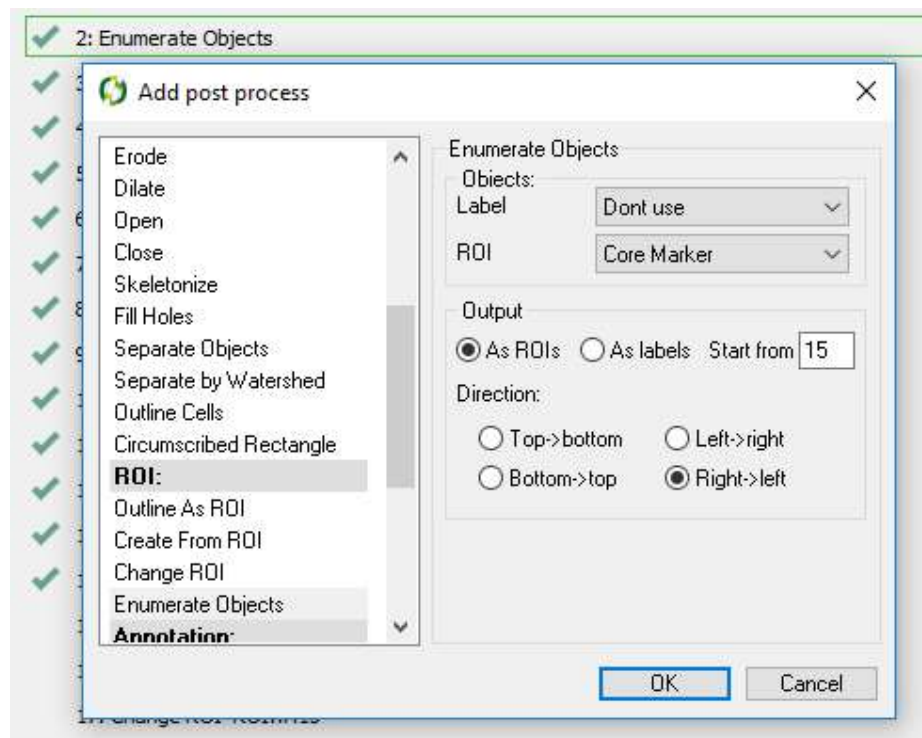 2: Enumerate Objects
Add post process
Erode
Dilate
Open
Close
Skeletonize
Fill Holes
Separate Objects
Separate by Watershed
Outline Cells
Circumscribed Rectangle
ROI:
Outline As ROI
Create From ROI
Change ROI
Enumerate Objects
Annotation:
Enumerate Objects
Objects:
Label Dont use
ROI Core Marker
Output
As ROIs As labels Start from 15
Direction:
Top->bottom Left->right
Bottom->top Right->left
OK Cancel